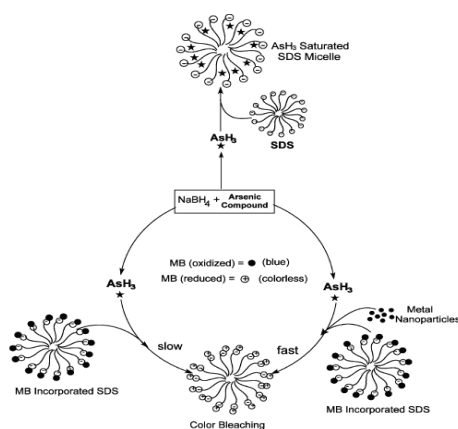 AsH₃ Saturated
SDS Micelle
AsH₃
SDS
NaBH₄ + Arsenic
Compound
MB (oxidized) = (blue)
MB (reduced) = (colorless)
AsH₃
AsH₃
Metal
Nanoparticles
slow
fast
MB Incorporated SDS
MB Incorporated SDS
Color Bleaching